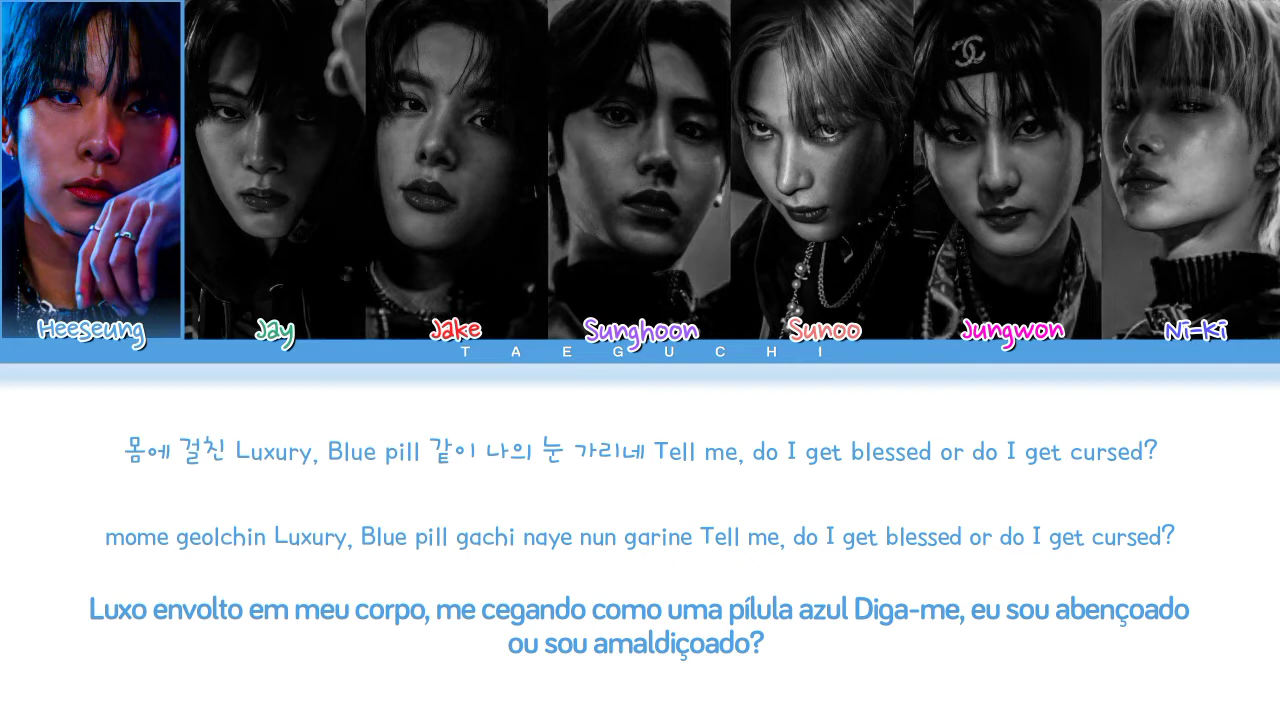 Heeseung Jay Jake Sunghoon Sunoo Jungwon Ni-Ki
TAEGUCHI
몸에 걸친 Luxury, Blue pill 같이 나의 눈 가리네 Tell me, do I get blessed or do I get cursed?
mome geolchin Luxury, Blue pill gachi naye nun garine Tell me, do I get blessed or do I get cursed?
Luxo envolto em meu corpo, me cegando como uma pílula azul Diga-me, eu sou abençoado
ou sou amaldiçoado?